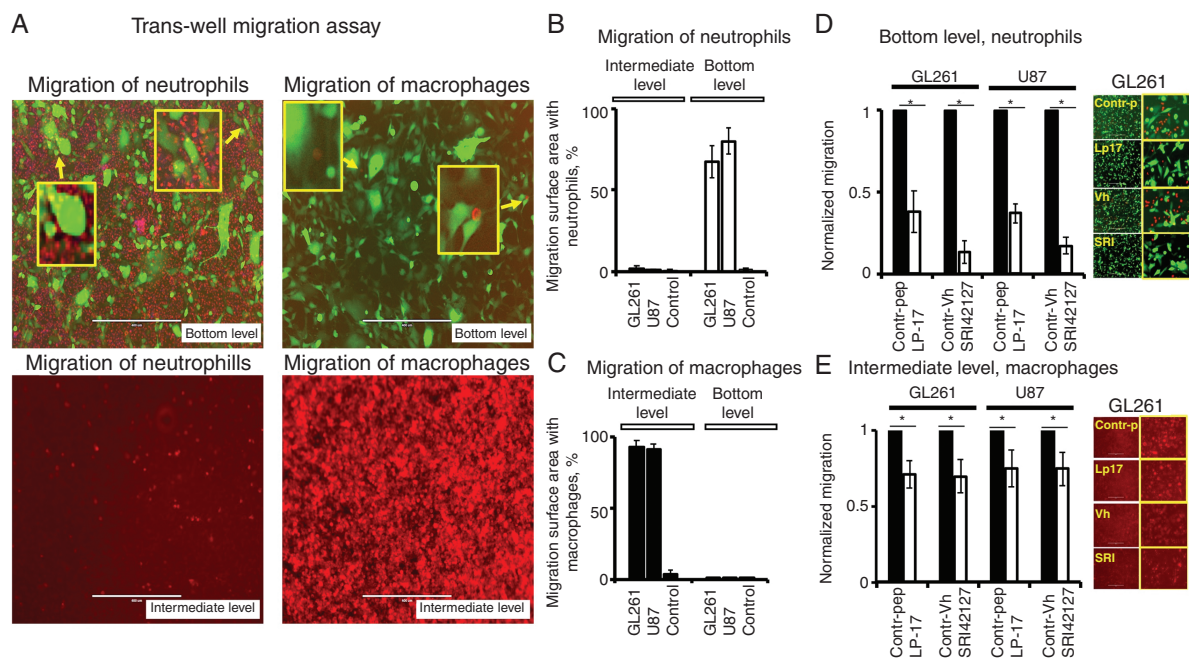 A
Trans-well migration assay
Migration of neutrophils
Migration of macrophages
Bottom level
Bottom level
Migration of neutrophills
Migration of macrophages
Intermediate level
Intermediate level
B
Migration of neutrophils
Intermediate
level
Bottom
level
Migration surface area with
neutrophils, %
100
50
0
GL261
U87
Control
GL261
U87
Control
C
Migration of macrophages
Intermediate
level
Bottom
level
Migration surface area with
macrophages, %
100
50
0
GL261
U87
Control
GL261
U87
Control
D
Bottom level, neutrophils
GL261
U87
* * * *
Normalized migration
1
0.5
0
Contr-pep
LP-17
Contr-Vh
SRI42127
Contr-pep
LP-17
Contr-Vh
SRI42127
GL261
Contr-p
Lp17
Vh
SRI
E
Intermediate level, macrophages
GL261
U87
* * * *
Normalized migration
1
0.5
0
Contr-pep
LP-17
Contr-Vh
SRI42127
Contr-pep
LP-17
Contr-Vh
SRI42127
GL261
Contr-p
Lp17
Vh
SRI